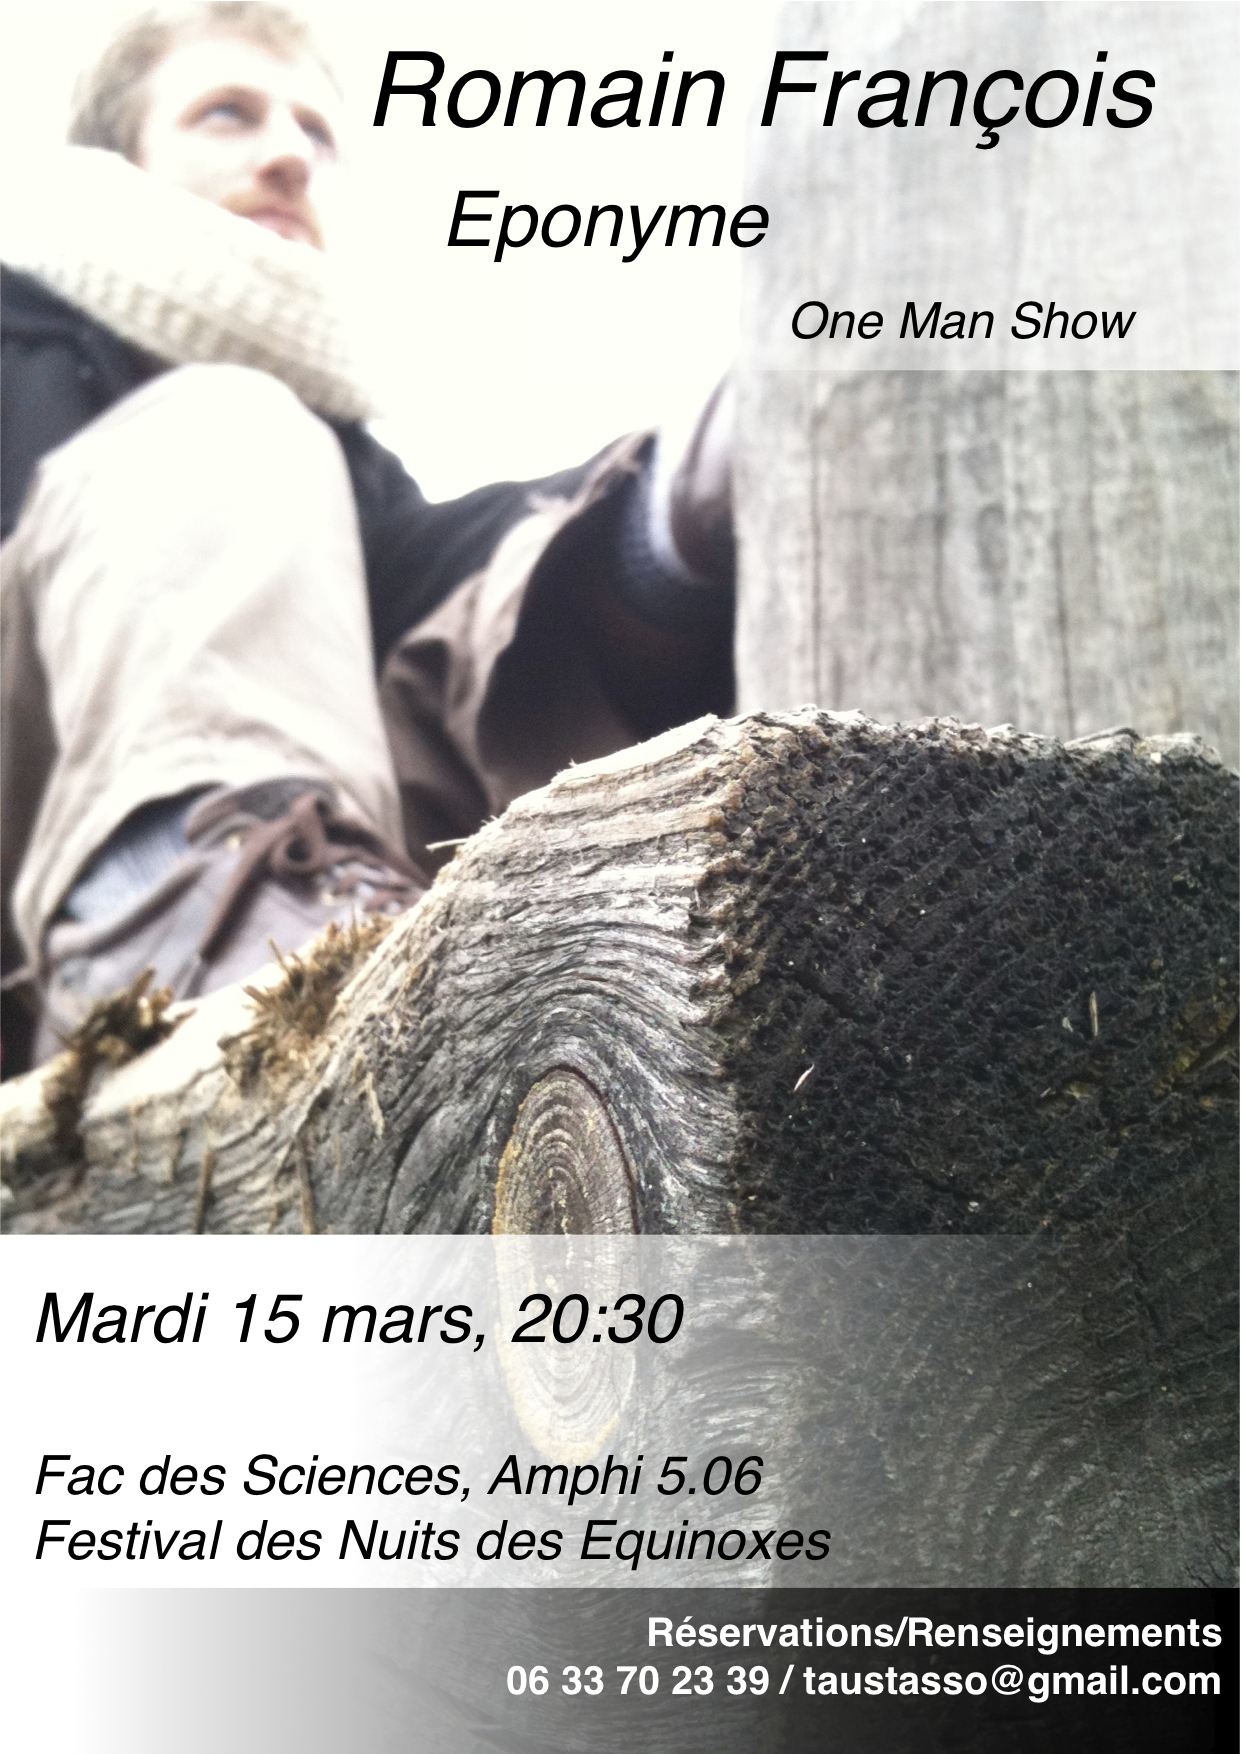 Romain François
Eponyme
One Man Show
Mardi 15 mars, 20:30
Fac des Sciences, Amphi 5.06
Festival des Nuits des Equinoxes
Réservations/Renseignements
06 33 70 23 39 / taustasso@gmail.com